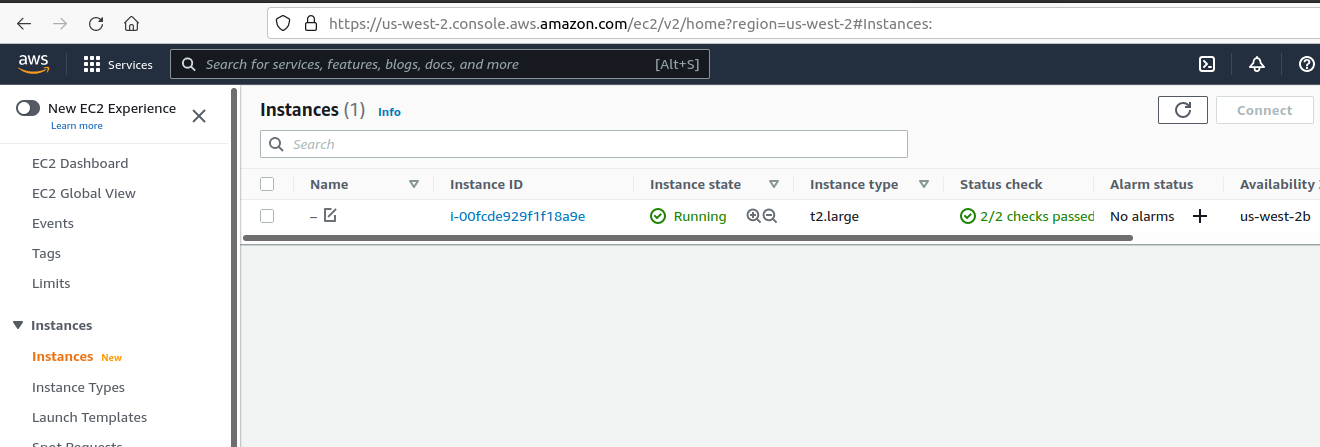 https://us-west-2.console.aws.amazon.com/ec2/v2/home?region=us-west-2#Instances:
aws Services Search for services, features, blogs, docs, and more [Alt+S]
New EC2 Experience
Learn more
EC2 Dashboard
EC2 Global View
Events
Tags
Limits
Instances
Instances New
Instance Types
Launch Templates
Spot Requests
Instances (1) Info
Connect
Search
Name Instance ID Instance state Instance type Status check Alarm status Availability
– i-00fcde929f1f18a9e Running t2.large 2/2 checks passed No alarms us-west-2b